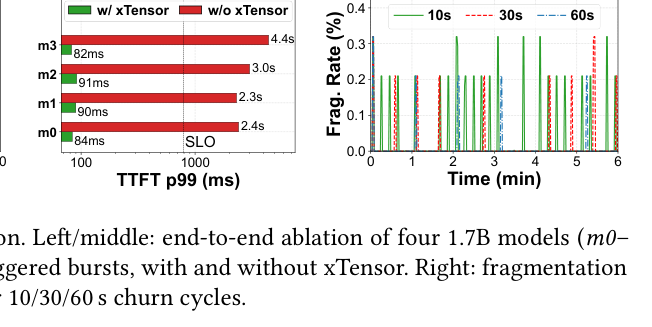 w/ xTensor w/o xTensor
m3 4.4s
82ms
m2 3.0s
91ms
m1 2.3s
90ms
m0 2.4s
84ms
SLO
0 100 1000
TTFT p99 (ms)
10s 30s 60s
Frag. Rate (%)
0.4
0.3
0.2
0.1
0.0
0 1 2 3 4 5 6
Time (min)
on. Left/middle: end-to-end ablation of four 1.7B models (m0–
ggered bursts, with and without xTensor. Right: fragmentation
10/30/60 s churn cycles.